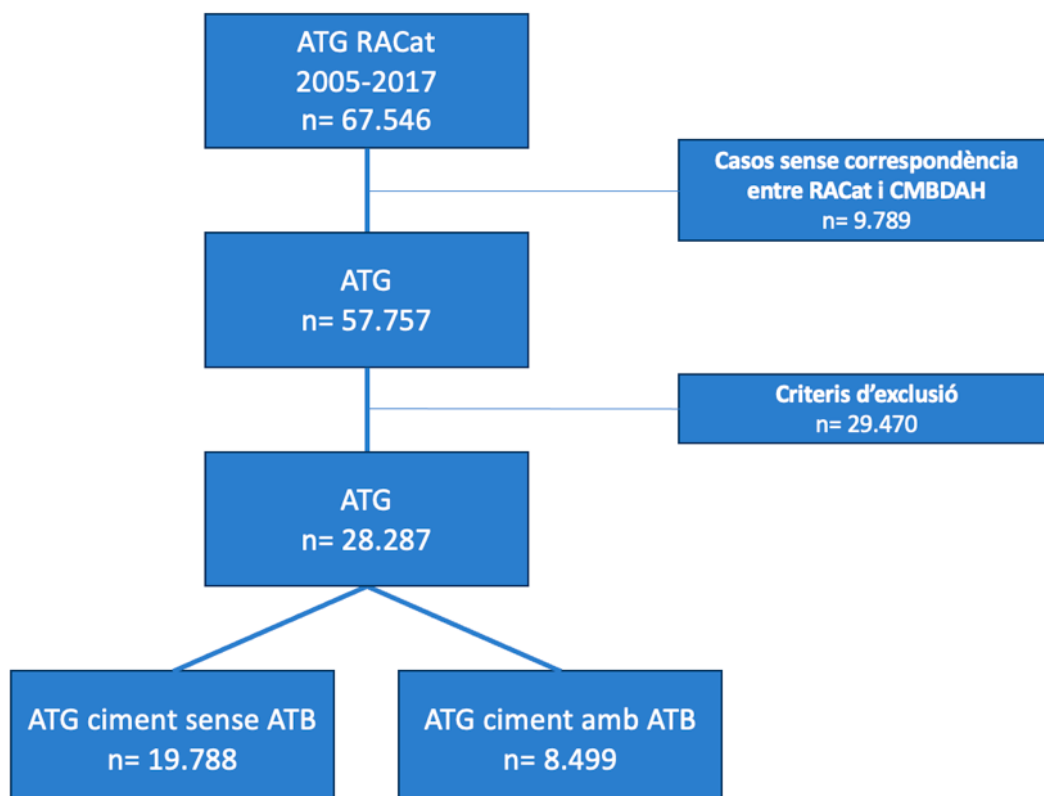 ATG RACat
2005-2017
n= 67.546
Casos sense correspondència
entre RACat i CMBDAH
n= 9.789
ATG
n= 57.757
Criteris d'exclusió
n= 29.470
ATG
n= 28.287
ATG ciment sense ATB
n= 19.788
ATG ciment amb ATB
n= 8.499